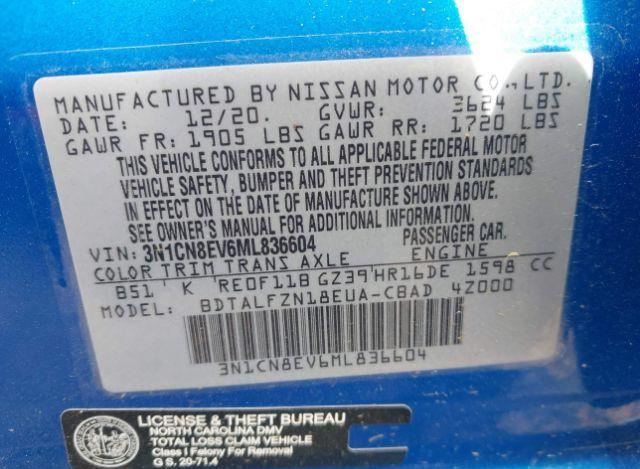 MANUFACTURED BY NISSAN MOTOR CO., LTD.
DATE: 12/20. GVWR: 3624 LBS
GAWR FR: 1905 LBS GAWR RR: 1720 LBS
THIS VEHICLE CONFORMS TO ALL APPLICABLE FEDERAL MOTOR
VEHICLE SAFETY, BUMPER AND THEFT PREVENTION STANDARDS
IN EFFECT ON THE DATE OF MANUFACTURE SHOWN ABOVE.
SEE OWNER'S MANUAL FOR ADDITIONAL INFORMATION.
VIN: 3N1CN8EV6ML836604 PASSENGER CAR.
COLOR TRIM TRANS AXLE ENGINE
B51 K RE0F11B GZ39 HR16DE 1598 CC
MODEL: BDTALFZN18EUA-CBAD 4Z000
3N1CN8EV6ML836604
LICENSE & THEFT BUREAU
NORTH CAROLINA DMV
TOTAL LOSS CLAIM VEHICLE
Class I Felony For Removal
G.S. 20-71.4